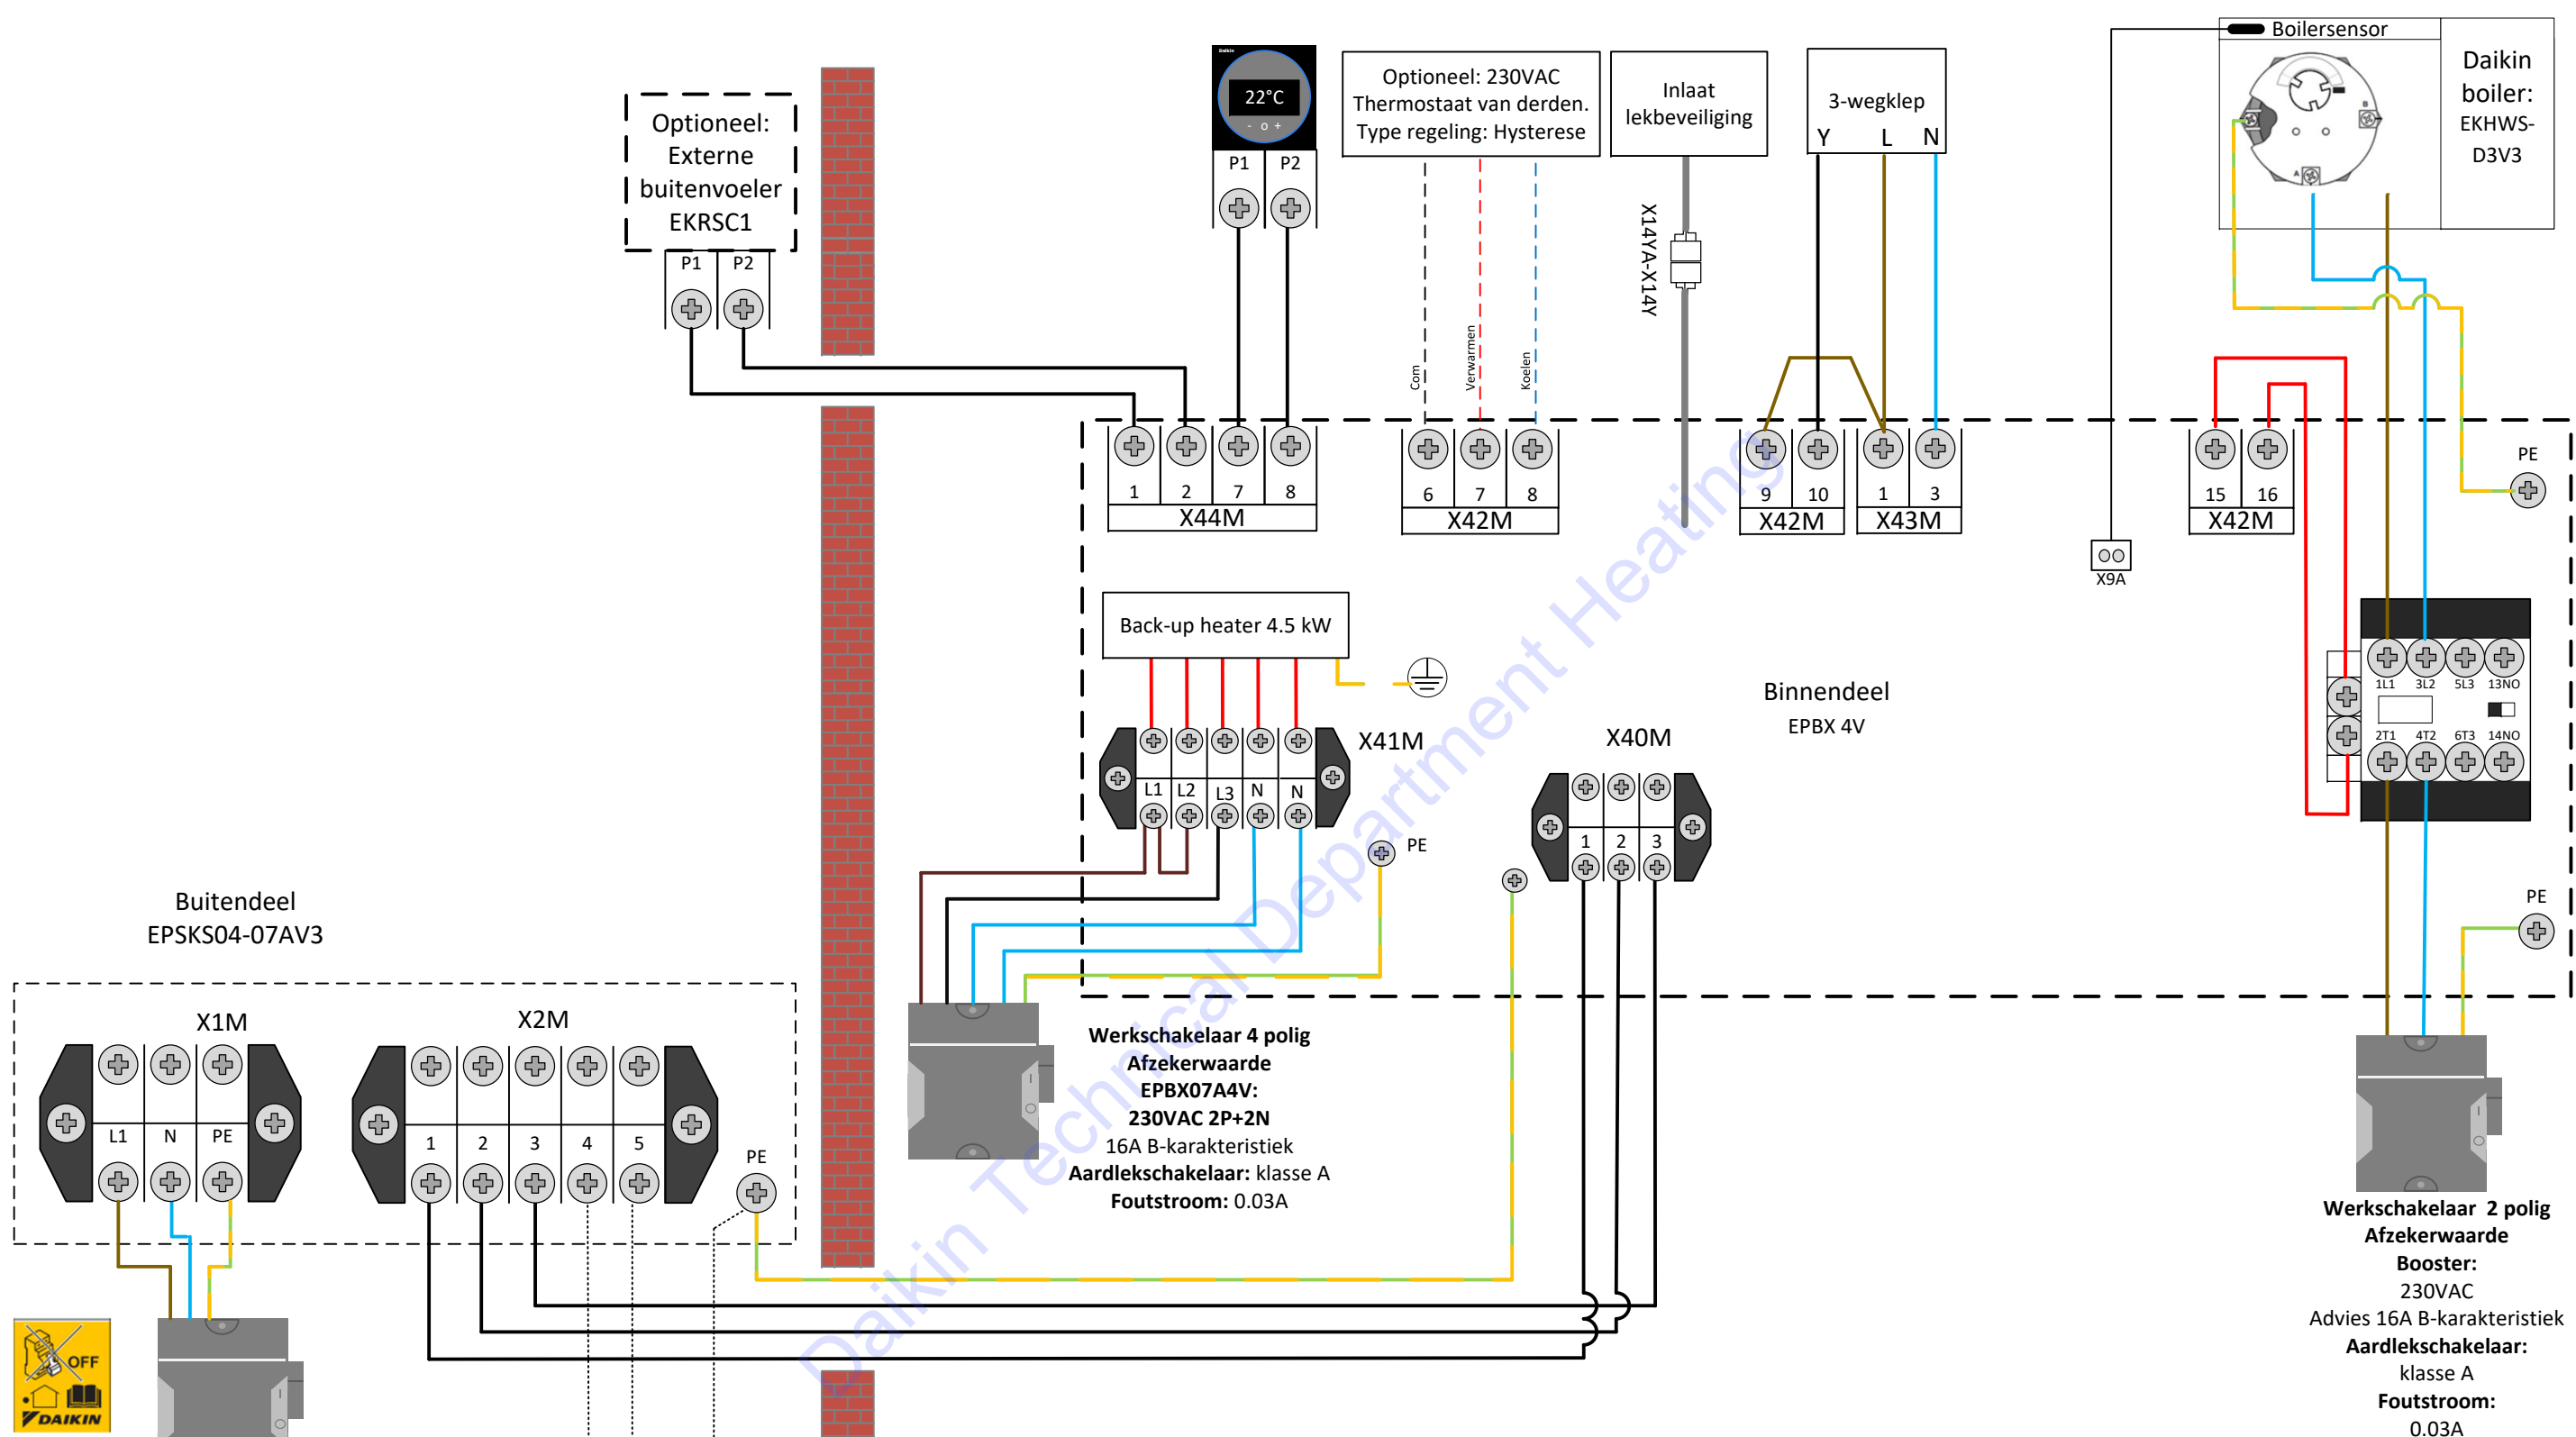 Optioneel:
Externe
buitenvoeler
EKRSC1
P1 P2
Daikin
22°C
- o +
P1 P2
Optioneel: 230VAC
Thermostaat van derden.
Type regeling: Hysterese
Com
Verwarmen
Koelen
Inlaat
lekbeveiliging
X14YA-X14Y
3-wegklep
Y L N
Boilersensor
B
A
Daikin
boiler:
EKHWS-
D3V3
1 2 7 8
X44M
6 7 8
X42M
9 10
X42M
1 3
X43M
15 16
X42M
PE
X9A
Back-up heater 4.5 kW
X41M
L1 L2 L3 N N
PE
Binnendeel
EPBX 4V
X40M
1 2 3
1L1 3L2 5L3 13NO
2T1 4T2 6T3 14NO
PE
Buitendeel
EPSKS04-07AV3
X1M
L1 N PE
X2M
1 2 3 4 5
PE
Werkschakelaar 4 polig
Afzekerwaarde
EPBX07A4V:
230VAC 2P+2N
16A B-karakteristiek
Aardlekschakelaar: klasse A
Foutstroom: 0.03A
Werkschakelaar 2 polig
Afzekerwaarde
Booster:
230VAC
Advies 16A B-karakteristiek
Aardlekschakelaar:
klasse A
Foutstroom:
0.03A
OFF
DAIKIN
Daikin Technical Department Heating